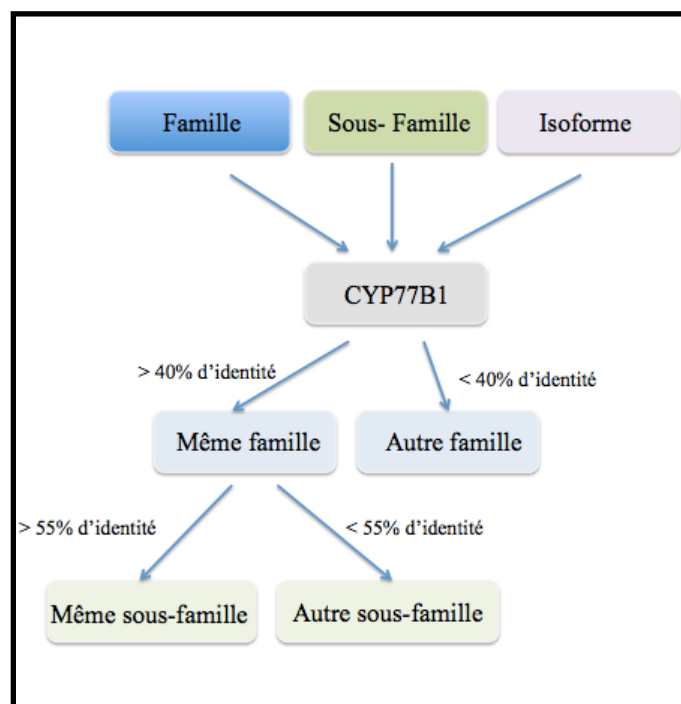 Famille
Sous- Famille
Isoforme
CYP77B1
> 40% d’identité
< 40% d’identité
Même famille
Autre famille
> 55% d’identité
< 55% d’identité
Même sous-famille
Autre sous-famille